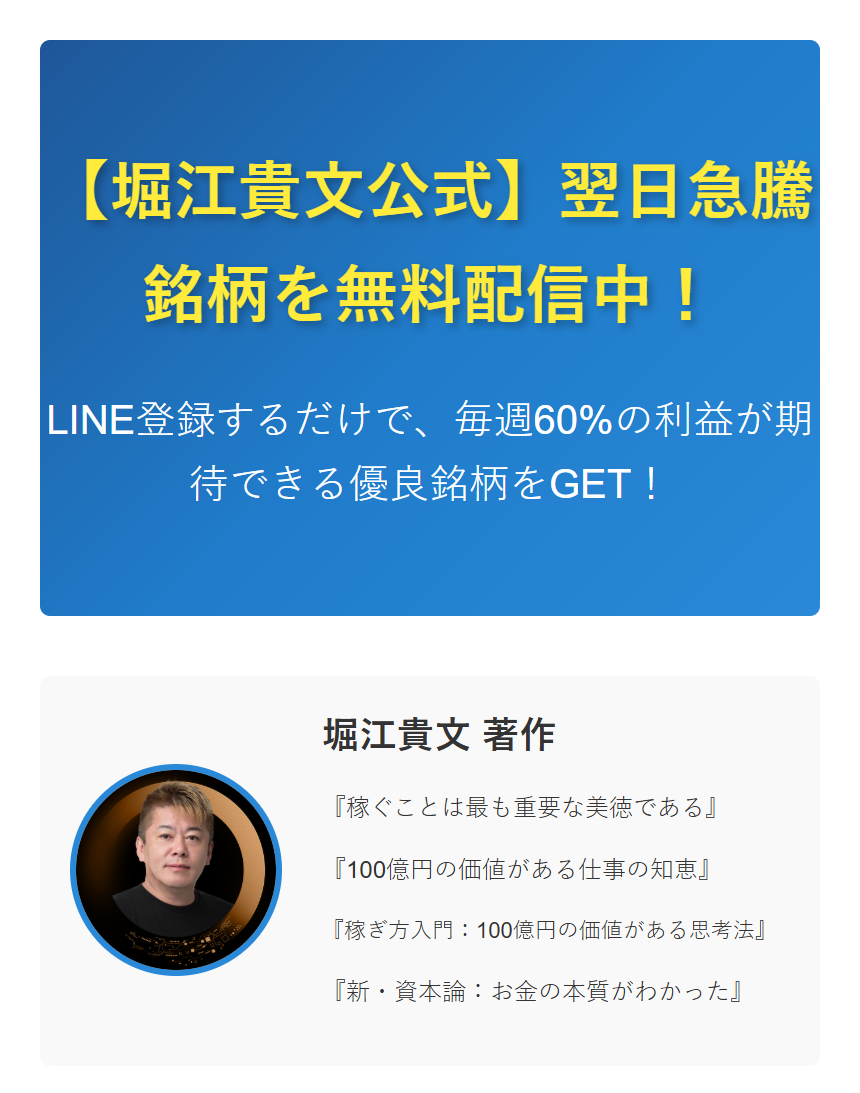 【堀江貴文公式】翌日急騰
銘柄を無料配信中！
LINE登録するだけで、毎週60%の利益が期
待できる優良銘柄をGET！
堀江貴文 著作
『稼ぐことは最も重要な美徳である』
『100億円の価値がある仕事の知恵』
『稼ぎ方入門：100億円の価値がある思考法』
『新・資本論：お金の本質がわかった』